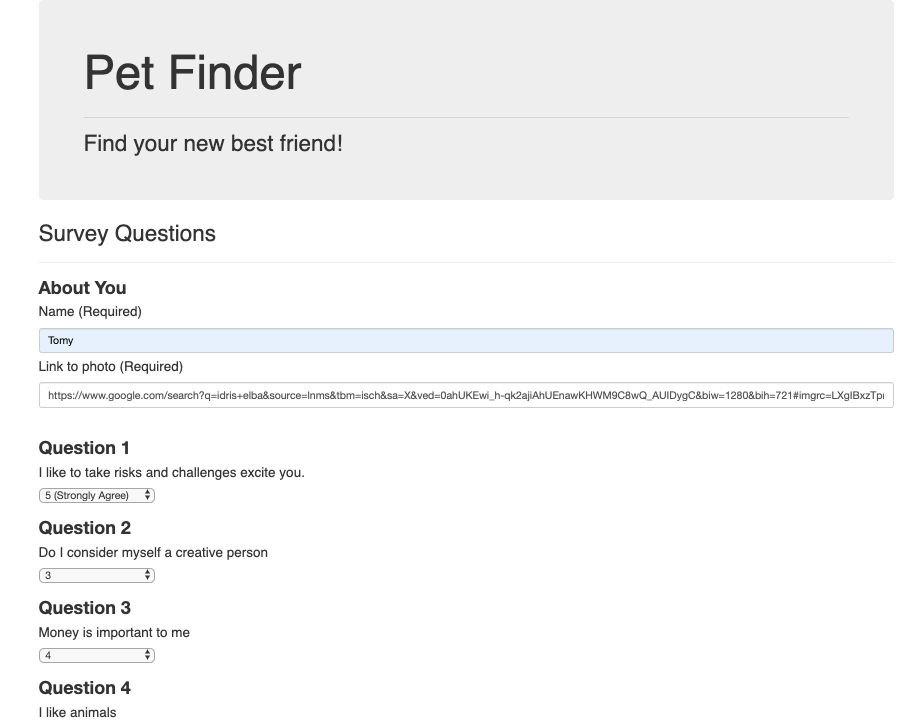 Pet Finder
Find your new best friend!
Survey Questions
About You
Name (Required)
Tomy
Link to photo (Required)
https://www.google.com/search?q=idris+elba&source=lnms&tbm=isch&sa=X&ved=0ahUKEwi_h-qk2ajiAhUEnawKHWM9C8wQ_AUIDygC&biw=1280&bih=721#imgrc=LXgIBxzTpr
Question 1
I like to take risks and challenges excite you.
5 (Strongly Agree)
Question 2
Do I consider myself a creative person
3
Question 3
Money is important to me
4
Question 4
I like animals